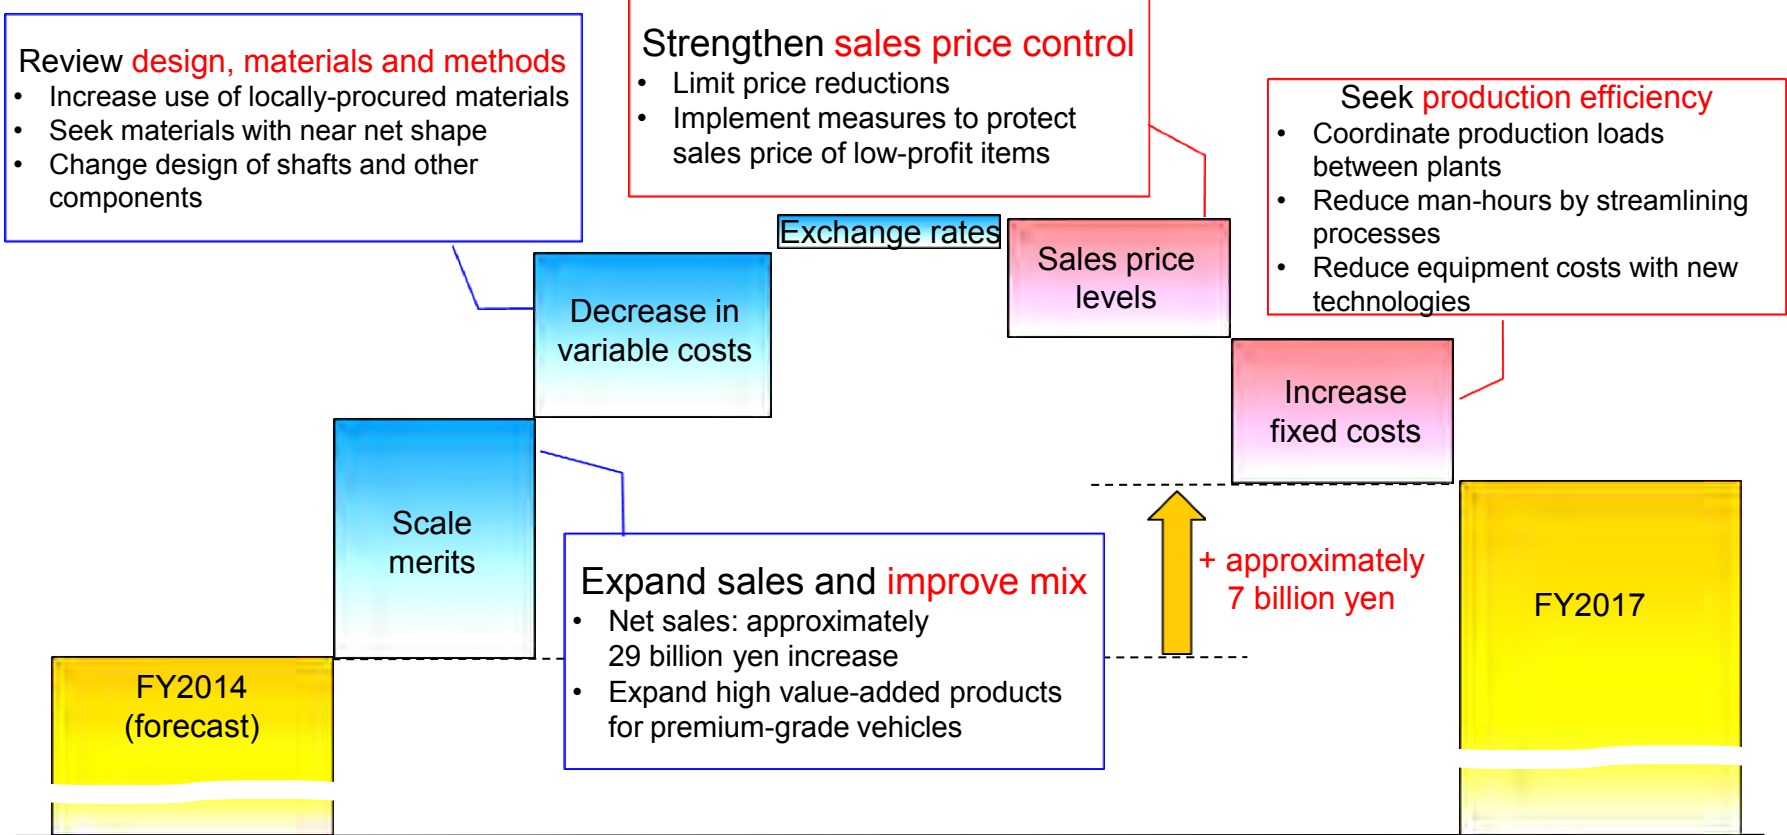 Review design, materials and methods
• Increase use of locally-procured materials
• Seek materials with near net shape
• Change design of shafts and other
components
Strengthen sales price control
• Limit price reductions
• Implement measures to protect
sales price of low-profit items
Seek production efficiency
• Coordinate production loads
between plants
• Reduce man-hours by streamlining
processes
• Reduce equipment costs with new
technologies
Exchange rates
Sales price
levels
Decrease in
variable costs
Increase
fixed costs
Scale
merits
Expand sales and improve mix
• Net sales: approximately
29 billion yen increase
• Expand high value-added products
for premium-grade vehicles
+ approximately
7 billion yen
FY2017
FY2014
(forecast)